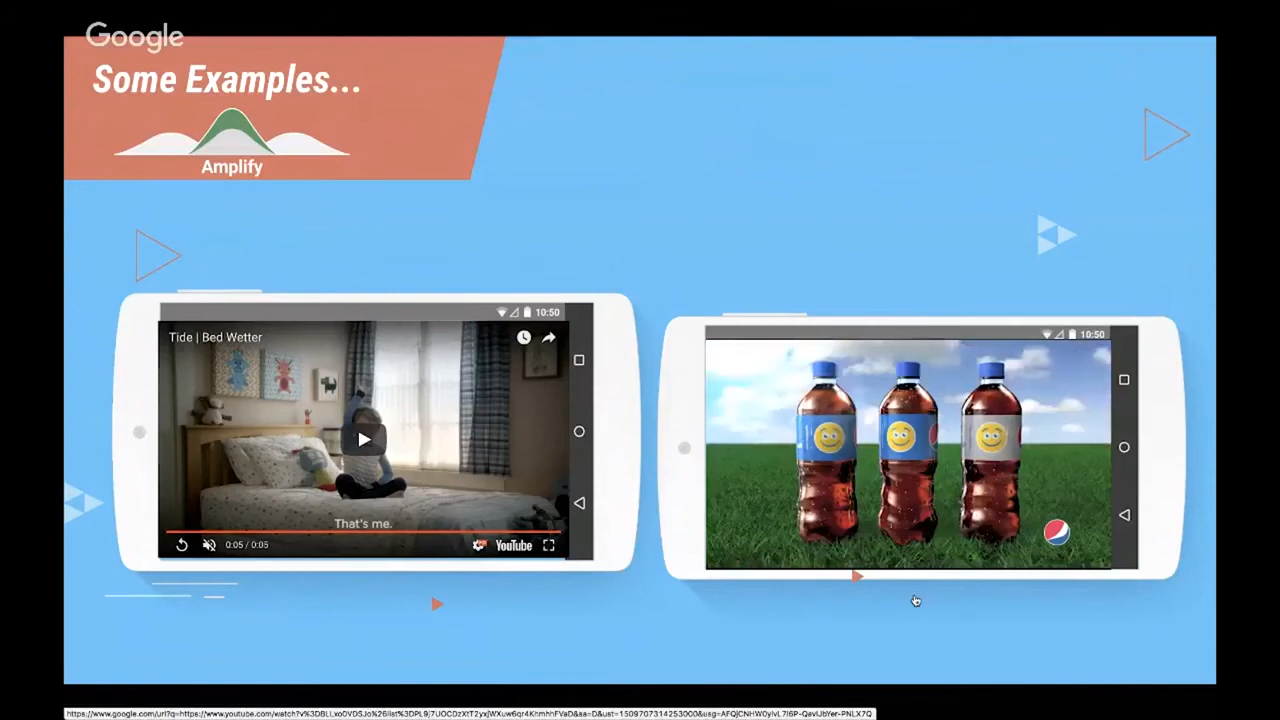 Google
Some Examples...
Amplify
10:50
Tide | Bed Wetter
That's me.
0:05 / 0:05
YouTube
10:50